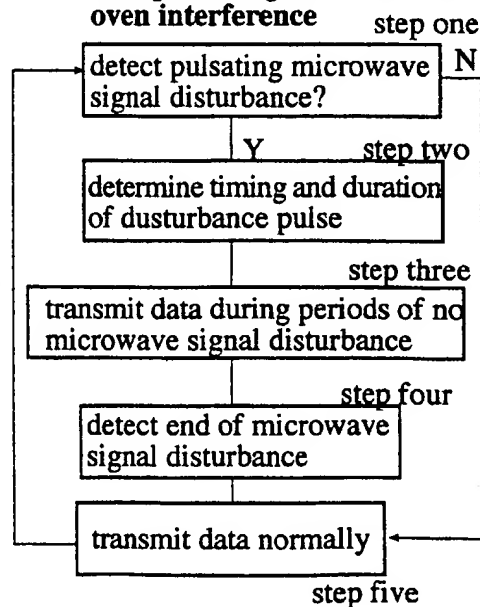 oven interference
step one
detect pulsating microwave
signal disturbance?
N
Y
step two
determine timing and duration
of dusturbance pulse
step three
transmit data during periods of no
microwave signal disturbance
step four
detect end of microwave
signal disturbance
transmit data normally
step five